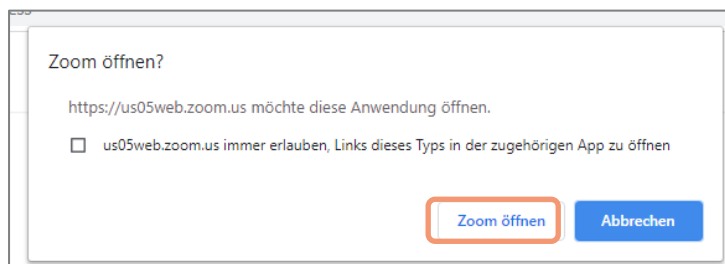 Zoom öffnen?
https://us05web.zoom.us möchte diese Anwendung öffnen.
us05web.zoom.us immer erlauben, Links dieses Typs in der zugehörigen App zu öffnen
Zoom öffnen Abbrechen